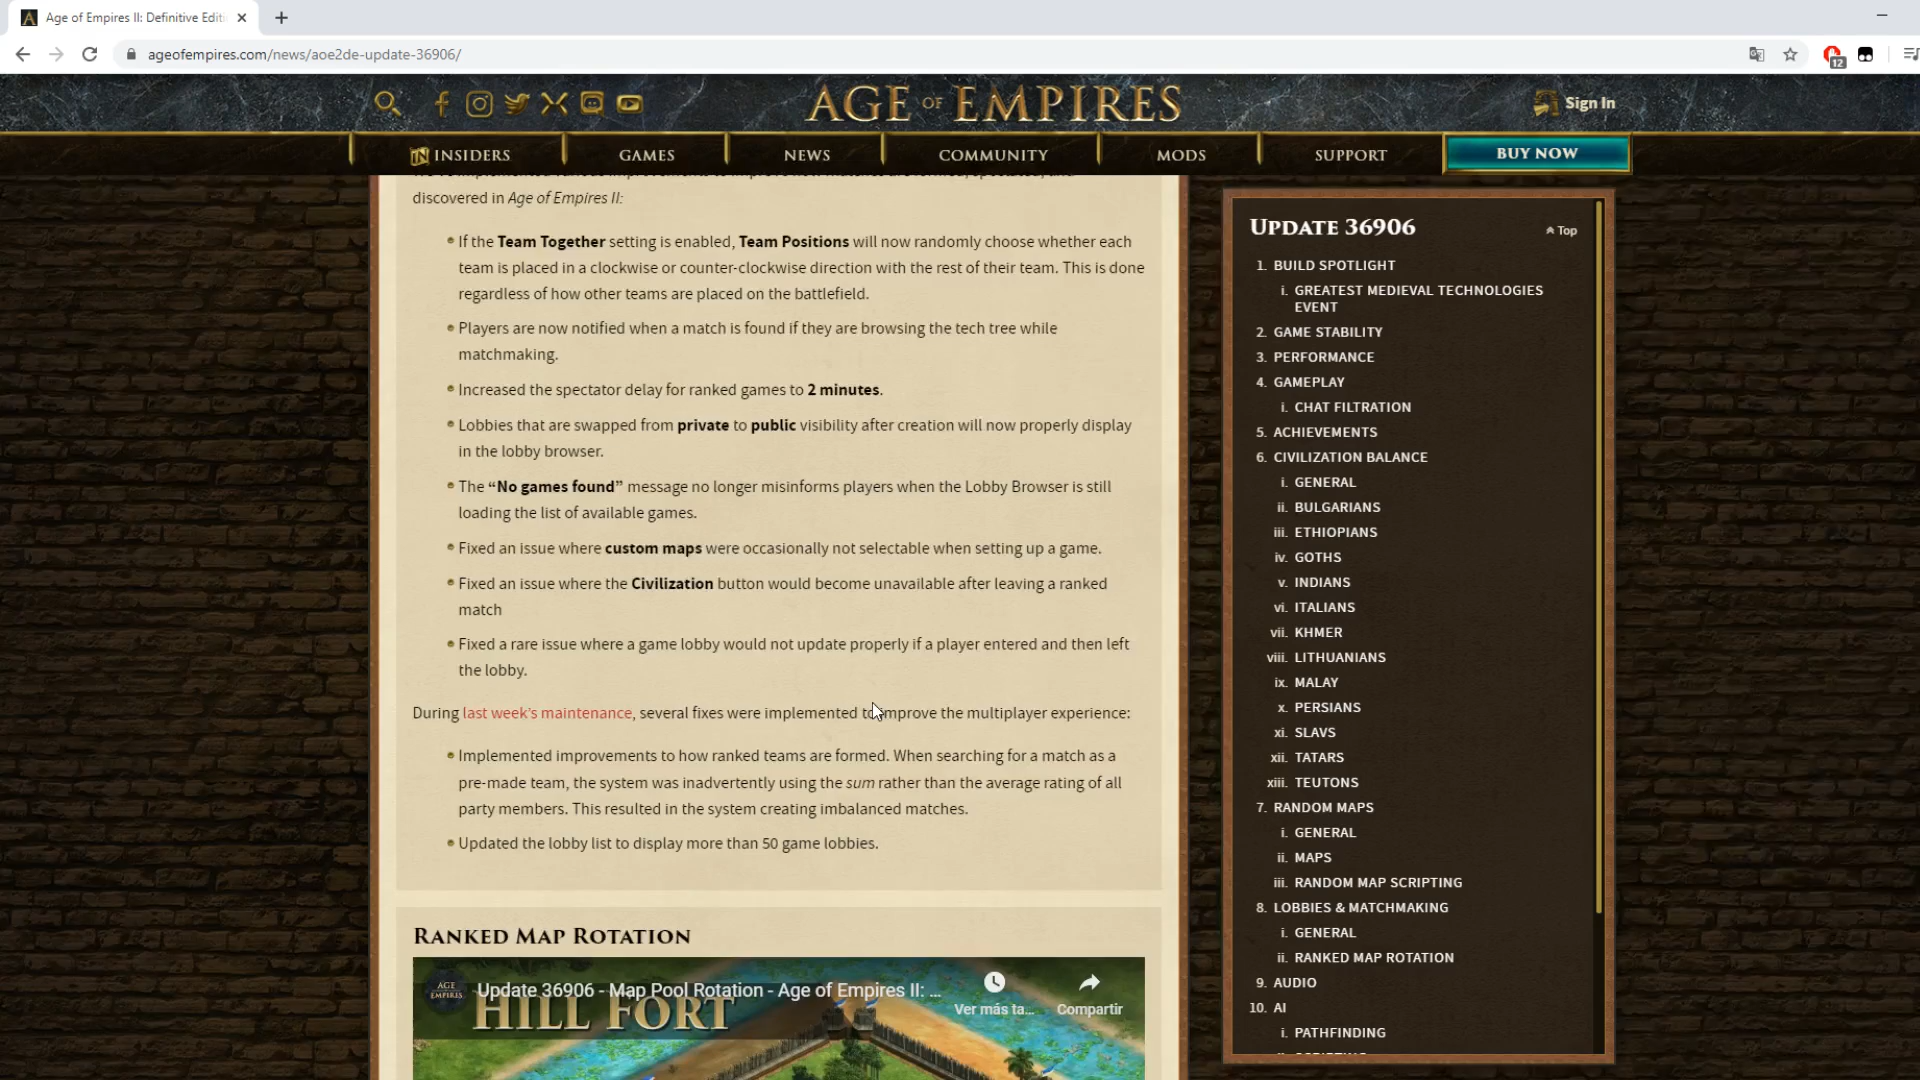 Age of Empires II: Definitive Editi
ageofempires.com/news/aoe2de-update-36906/
12
AGE OF EMPIRES
Sign In
INSIDERS
GAMES
NEWS
COMMUNITY
MODS
SUPPORT
BUY NOW
discovered in Age of Empires II:
If the Team Together setting is enabled, Team Positions will now randomly choose whether each
team is placed in a clockwise or counter-clockwise direction with the rest of their team. This is done
regardless of how other teams are placed on the battlefield.
Players are now notified when a match is found if they are browsing the tech tree while
matchmaking.
Increased the spectator delay for ranked games to 2 minutes.
Lobbies that are swapped from private to public visibility after creation will now properly display
in the lobby browser.
The “No games found” message no longer misinforms players when the Lobby Browser is still
loading the list of available games.
Fixed an issue where custom maps were occasionally not selectable when setting up a game.
Fixed an issue where the Civilization button would become unavailable after leaving a ranked
match
Fixed a rare issue where a game lobby would not update properly if a player entered and then left
the lobby.
During last week's maintenance, several fixes were implemented to improve the multiplayer experience:
Implemented improvements to how ranked teams are formed. When searching for a match as a
pre-made team, the system was inadvertently using the sum rather than the average rating of all
party members. This resulted in the system creating imbalanced matches.
Updated the lobby list to display more than 50 game lobbies.
RANKED MAP ROTATION
AGE
EMPIRES
Update 36906 - Map Pool Rotation - Age of Empires II: ...
Ver más ta...
Compartir
HILL FORT
UPDATE 36906
Top
1. BUILD SPOTLIGHT
i. GREATEST MEDIEVAL TECHNOLOGIES
EVENT
2. GAME STABILITY
3. PERFORMANCE
4. GAMEPLAY
i. CHAT FILTRATION
5. ACHIEVEMENTS
6. CIVILIZATION BALANCE
i. GENERAL
ii. BULGARIANS
iii. ETHIOPIANS
iv. GOTHS
v. INDIANS
vi. ITALIANS
vii. KHMER
viii. LITHUANIANS
ix. MALAY
x. PERSIANS
xi. SLAVS
xii. TATARS
xiii. TEUTONS
7. RANDOM MAPS
i. GENERAL
ii. MAPS
iii. RANDOM MAP SCRIPTING
8. LOBBIES & MATCHMAKING
i. GENERAL
ii. RANKED MAP ROTATION
9. AUDIO
10. AI
i. PATHFINDING